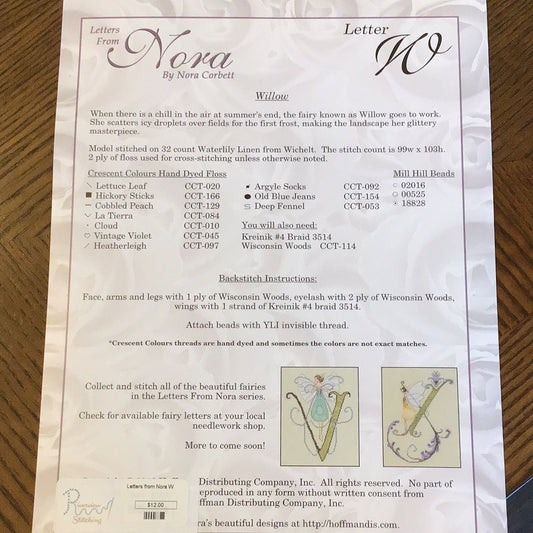 Letters
From
Nora
By Nora Corbett
Letter
W
Willow
When there is a chill in the air at summer's end, the fairy known as Willow goes to work.
She scatters icy droplets over fields for the first frost, making the landscape her glittery
masterpiece.
Model stitched on 32 count Waterlily Linen from Wichelt. The stitch count is 99w x 103h.
2 ply of floss used for cross-stitching unless otherwise noted.
Crescent Colours Hand Dyed Floss
Lettuce Leaf CCT-020
Hickory Sticks CCT-166
Cobbled Peach CCT-129
La Tierra CCT-084
Cloud CCT-010
Vintage Violet CCT-045
Heatherleigh CCT-097
Argyle Socks CCT-092
Old Blue Jeans CCT-154
Deep Fennel CCT-053
You will also need:
Kreinik #4 Braid 3514
Wisconsin Woods CCT-114
Mill Hill Beads
02016
00525
18828
Backstitch Instructions:
Face, arms and legs with 1 ply of Wisconsin Woods, eyelash with 2 ply of Wisconsin Woods,
wings with 1 strand of Kreinik #4 braid 3514.
Attach beads with YLI invisible thread.
*Crescent Colours threads are hand dyed and sometimes the colors are not exact matches.
Collect and stitch all of the beautiful fairies
in the Letters From Nora series.
Check for available fairy letters at your local
needlework shop.
More to come soon!
Distributing Company, Inc. All rights reserved. No part of
reproduced in any form without written consent from
ffman Distributing Company, Inc.
ra's beautiful designs at http://hoffmandis.com
Letters from Nora W
$12.00
Stitching